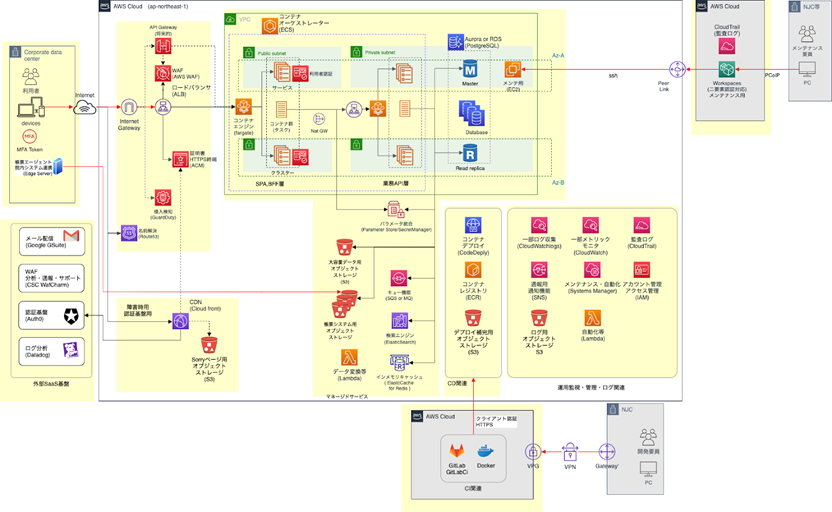 AWS Cloud (ap-northeast-1)
Corporate data
center
利用者
devices
MFA Token
帳票エージェント
院内システム連携
(Edge Server)
Internet
Internet
Gateway
API Gateway
(将来的)
WAF
(AWS WAF)
ロードバランサ
(ALB)
証明書
HTTPS終端
(ACM)
侵入検知
(GuardDuty)
名前解決
(Route53)
VPC
コンテナ
オーケストレーター
(ECS)
Public subnet
Private subnet
利用者認証
サービス
コンテナ
エンジン
(fargate)
コンテナ群
(タスク)
Nat GW
クラスター
SPA,BFF層
業務API層
Aurora or RDS
(PostgreSQL)
Master
Database
Read replica
Az-A
Az-B
メンテ用
(EC2)
ssh
Peer
Link
AWS Cloud
CloudTrail
(監査ログ)
Workspaces
(二要素認証対応)
メンテナンス用
PCoIP
NJC等
メンテナンス
要員
PC
メール配信
(Google GSuite)
WAF
分析・通報・サポート
(CSC WafCharm)
認証基盤
(Auth0)
ログ分析
(Datadog)
外部SaaS基盤
障害時用
認証基盤用
CDN
(Cloud front)
Sorryページ用
オブジェクト
ストレージ
(S3)
パラメータ統合
(Parameter Store/SecretManager)
大容量データ用
オブジェクト
ストレージ
(S3)
帳票システム用
オブジェクト
ストレージ
データ変換等
(Lambda)
キュー機能
(SQS or MQ)
検索エンジン
(ElasticSearch)
インメモリキャッシュ
(ElastiCache
for Redis)
マネージドサービス
コンテナ
デプロイ
(CodeDeply)
コンテナ
レジストリ
(ECR)
デプロイ補完用
オブジェクト
ストレージ
(S3)
CD関連
一部ログ収集
(CloudWatchlogs)
一部メトリック
モニタ
(CloudWatch)
監査ログ
(CloudTrail)
通報用
通知機能
(SNS)
メンテナンス・自動化
(Systems Manager)
アカウント管理
アクセス管理
(IAM)
ログ用
オブジェクト
ストレージ
S3
自動化等
(Lambda)
運用監視・管理・ログ関連
AWS Cloud
クライアント認証
HTTPS
GitLab
GitLabCI
Docker
CI関連
VPG
VPN
Gateway'
NJC
開発要員
PC